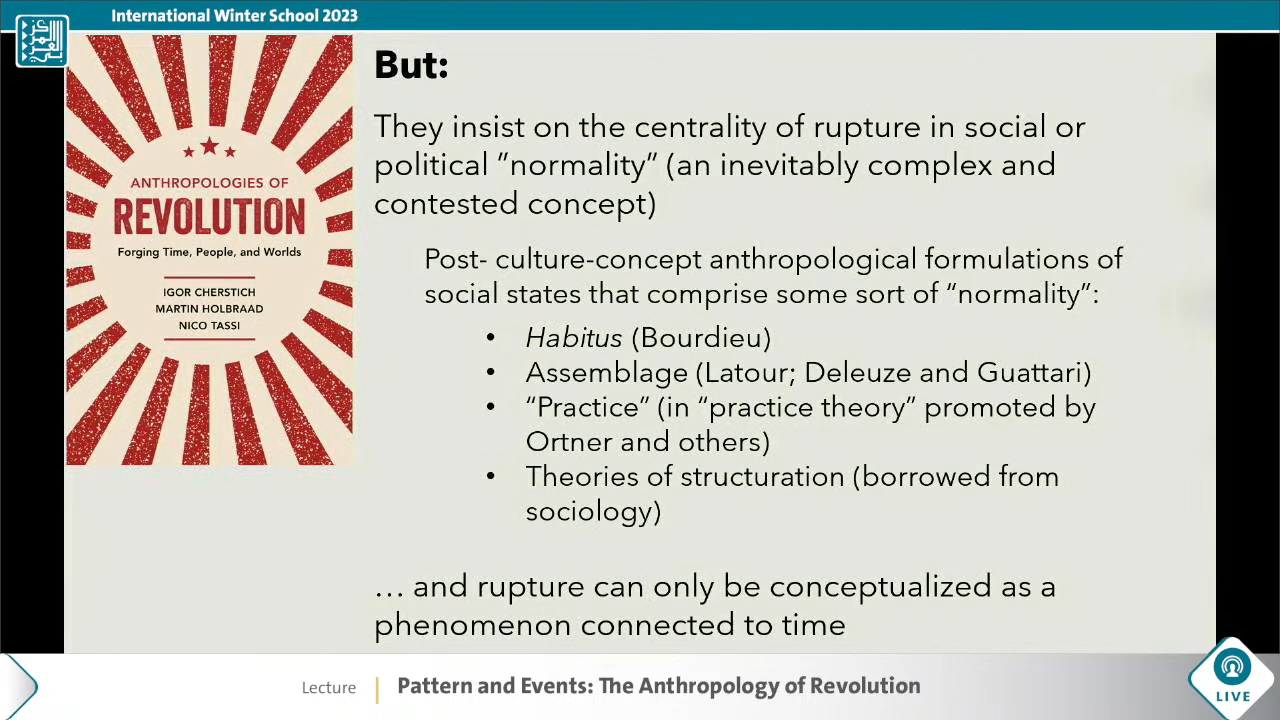 International Winter School 2023
ANTHROPOLOGIES OF
REVOLUTION
Forging Time, People, and Worlds
IGOR CHERSTICH
MARTIN HOLBRAAD
NICO TASSI
But:
They insist on the centrality of rupture in social or
political ”normality” (an inevitably complex and
contested concept)
Post- culture-concept anthropological formulations of
social states that comprise some sort of “normality”:
• Habitus (Bourdieu)
• Assemblage (Latour; Deleuze and Guattari)
• “Practice” (in “practice theory” promoted by
Ortner and others)
• Theories of structuration (borrowed from
sociology)
… and rupture can only be conceptualized as a
phenomenon connected to time
Lecture
Pattern and Events: The Anthropology of Revolution
LIVE